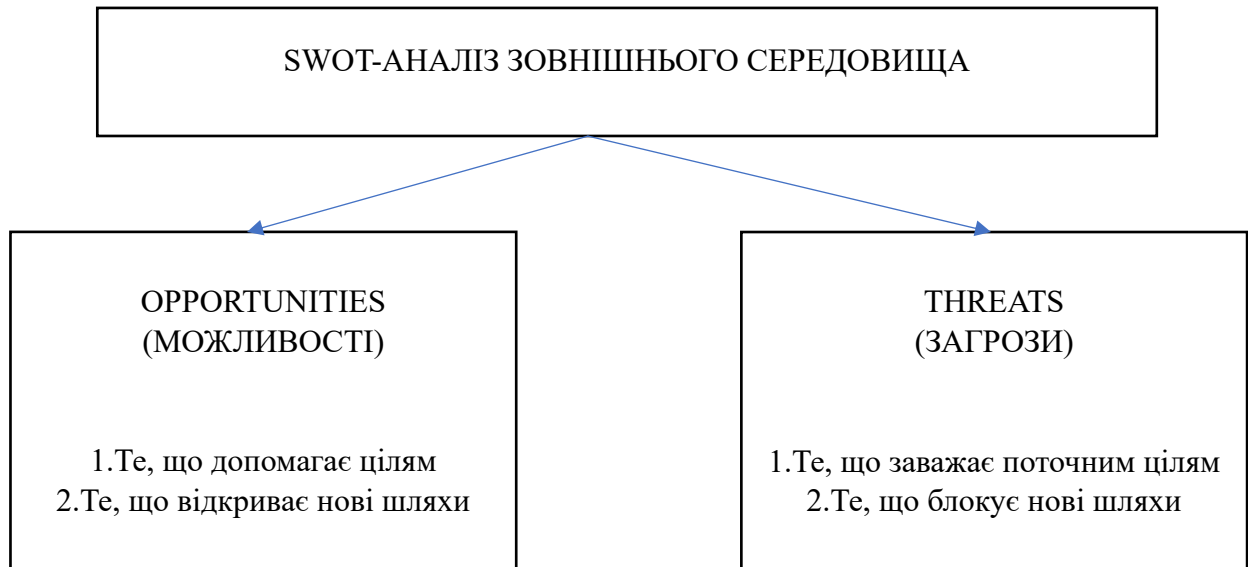 SWOT-АНАЛІЗ ЗОВНІШНЬОГО СЕРЕДОВИЩА
OPPORTUNITIES
(МОЖЛИВОСТІ)
1.Те, що допомагає цілям
2.Те, що відкриває нові шляхи
THREATS
(ЗАГРОЗИ)
1.Те, що заважає поточним цілям
2.Те, що блокує нові шляхи